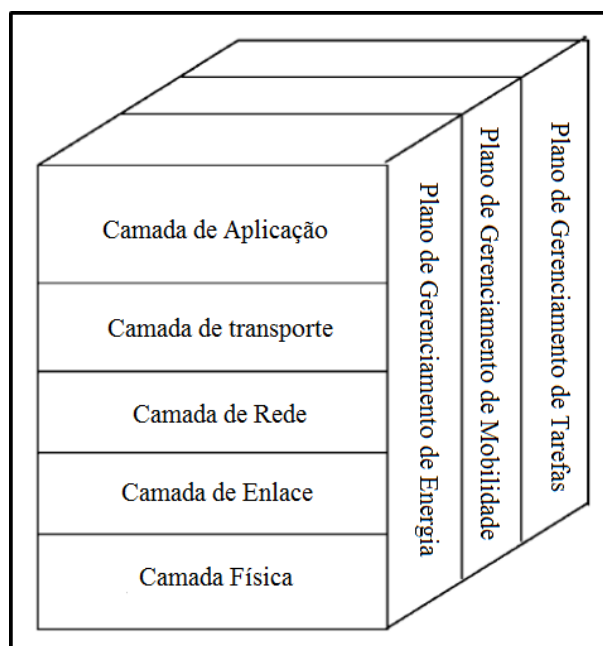 Camada de Aplicação
Camada de transporte
Camada de Rede
Camada de Enlace
Camada Física
Plano de Gerenciamento de Energia
Plano de Gerenciamento de Mobilidade
Plano de Gerenciamento de Tarefas